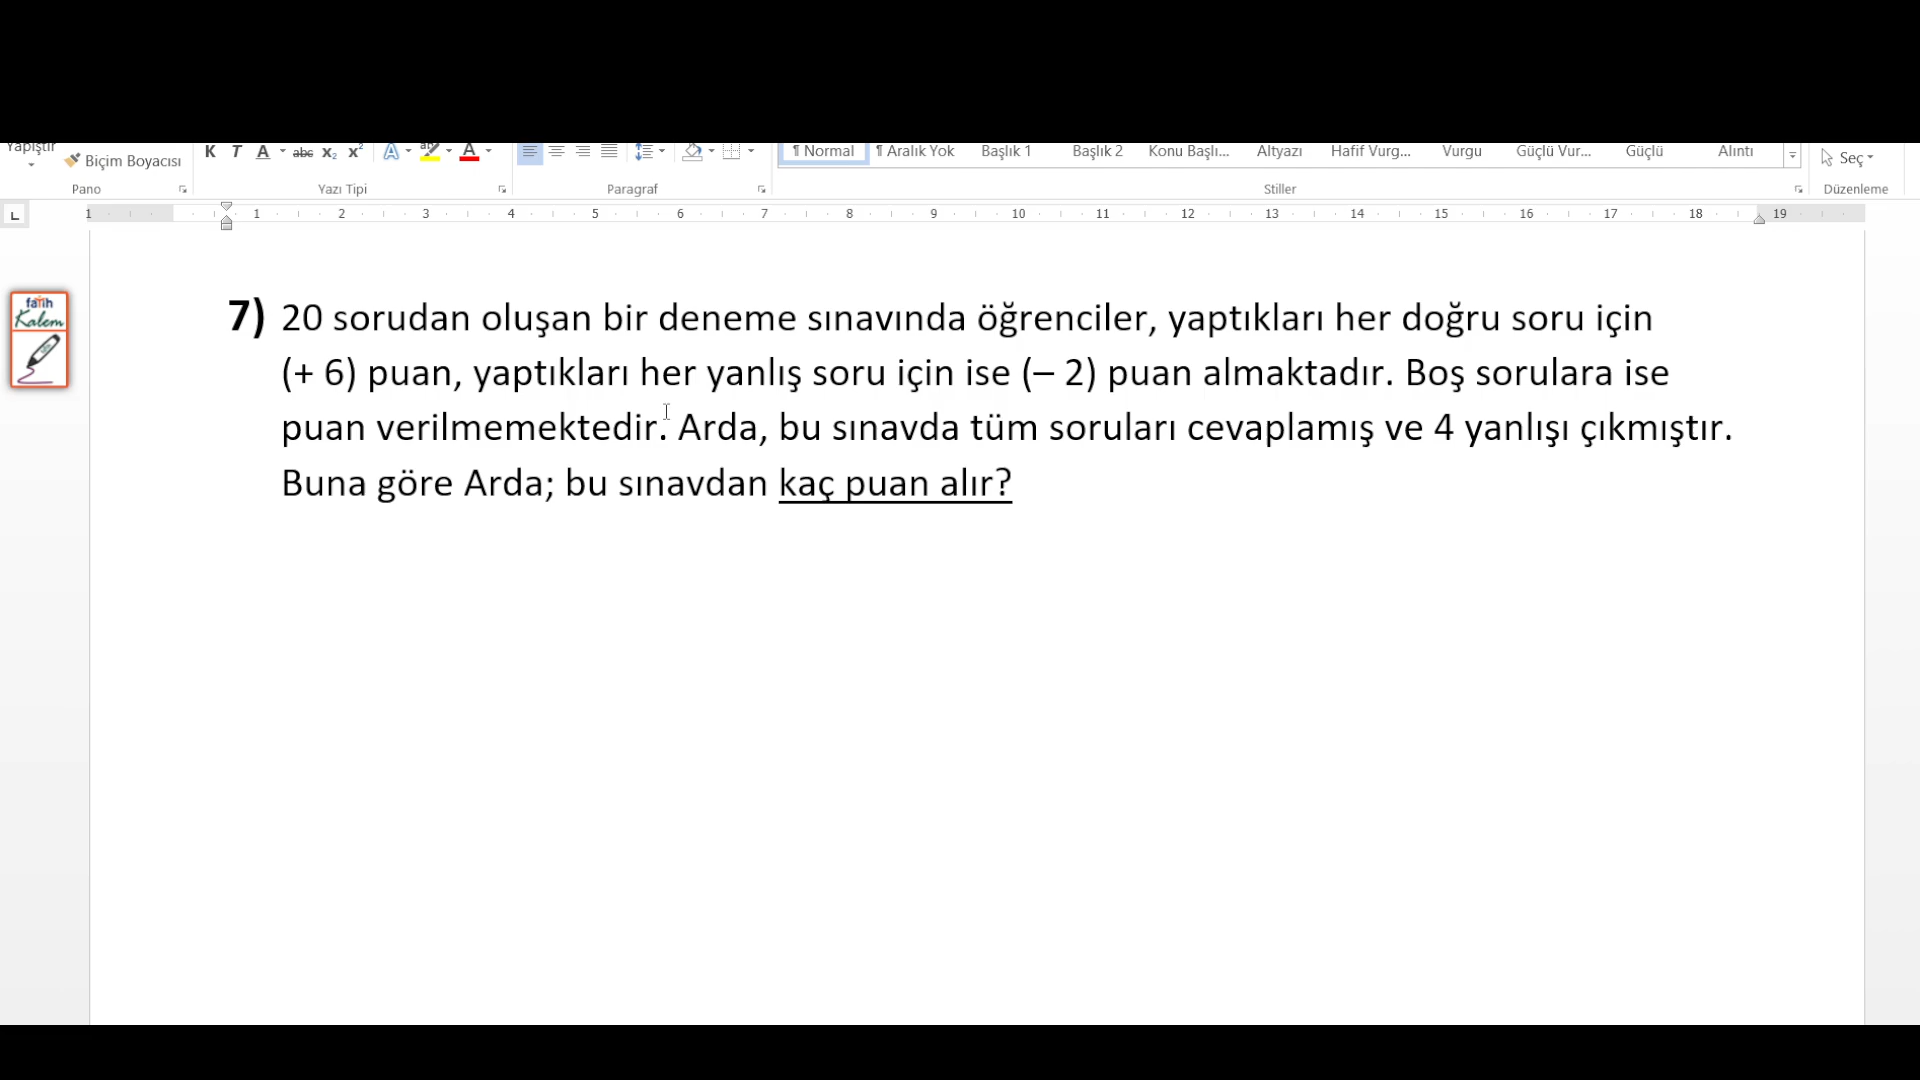 Yapıştır
Biçim Boyacısı
K T A abc x₂ x² A ab A
¶ Normal ¶ Aralık Yok Başlık 1 Başlık 2 Konu Başlı... Altyazı Hafif Vurg... Vurgu Güçlü Vur... Güçlü Alıntı
Seç
Pano Yazı Tipi Paragraf Stiller Düzenleme
1 1 2 3 4 5 6 7 8 9 10 11 12 13 14 15 16 17 18 19
fatih
Kalem
7) 20 sorudan oluşan bir deneme sınavında öğrenciler, yaptıkları her doğru soru için
(+ 6) puan, yaptıkları her yanlış soru için ise (– 2) puan almaktadır. Boş sorulara ise
puan verilmemektedir. Arda, bu sınavda tüm soruları cevaplamış ve 4 yanlışı çıkmıştır.
Buna göre Arda; bu sınavdan kaç puan alır?